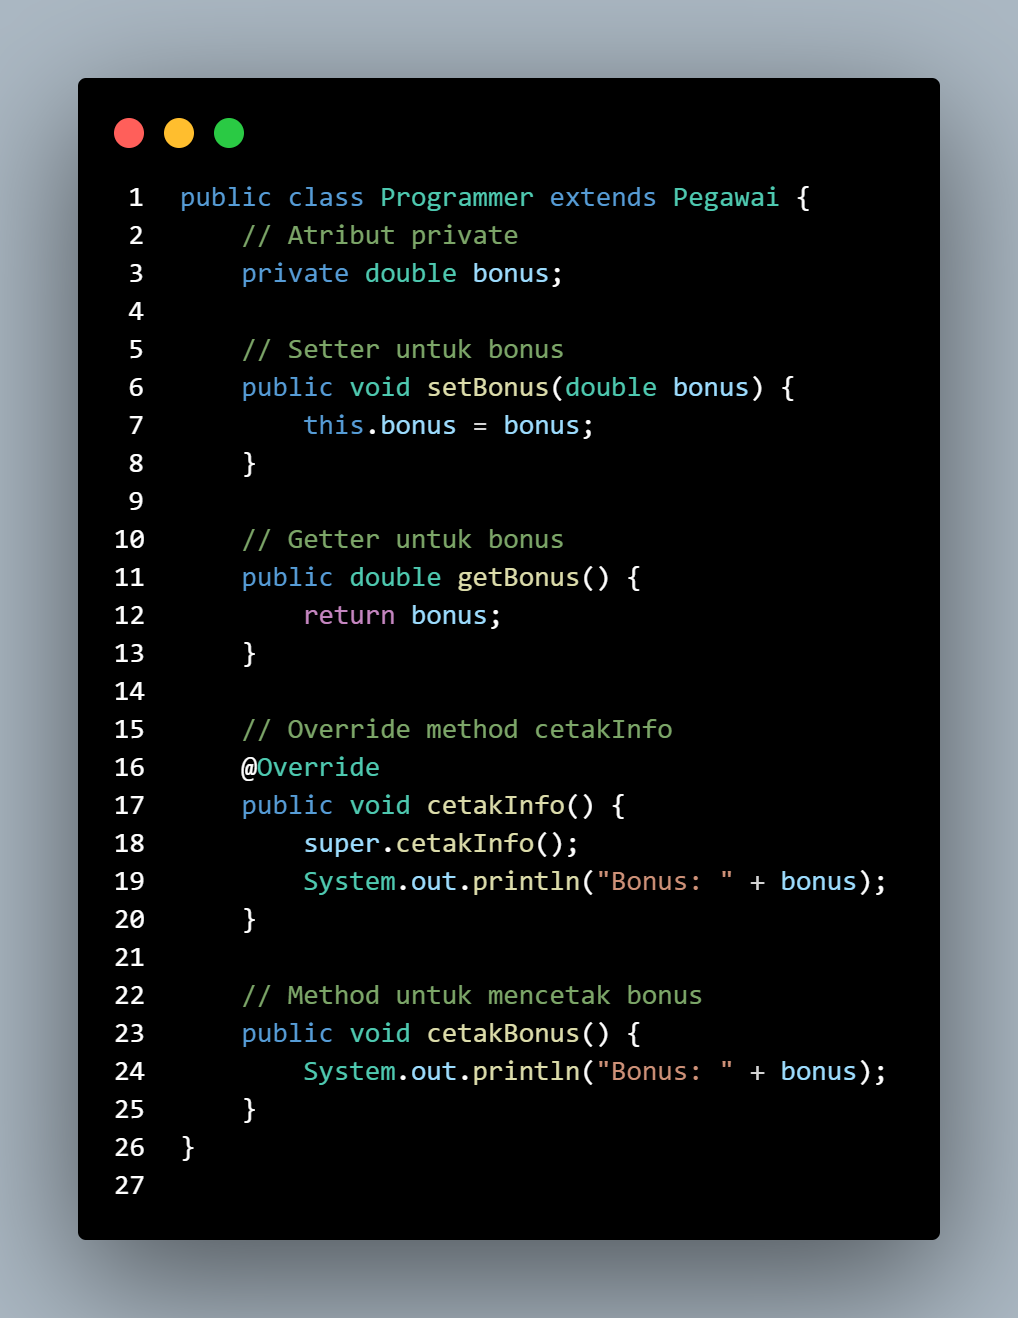 1 public class Programmer extends Pegawai {
2     // Atribut private
3     private double bonus;
4
5     // Setter untuk bonus
6     public void setBonus(double bonus) {
7         this.bonus = bonus;
8     }
9
10     // Getter untuk bonus
11     public double getBonus() {
12         return bonus;
13     }
14
15     // Override method cetakInfo
16     @Override
17     public void cetakInfo() {
18         super.cetakInfo();
19         System.out.println("Bonus: " + bonus);
20     }
21
22     // Method untuk mencetak bonus
23     public void cetakBonus() {
24         System.out.println("Bonus: " + bonus);
25     }
26 }
27